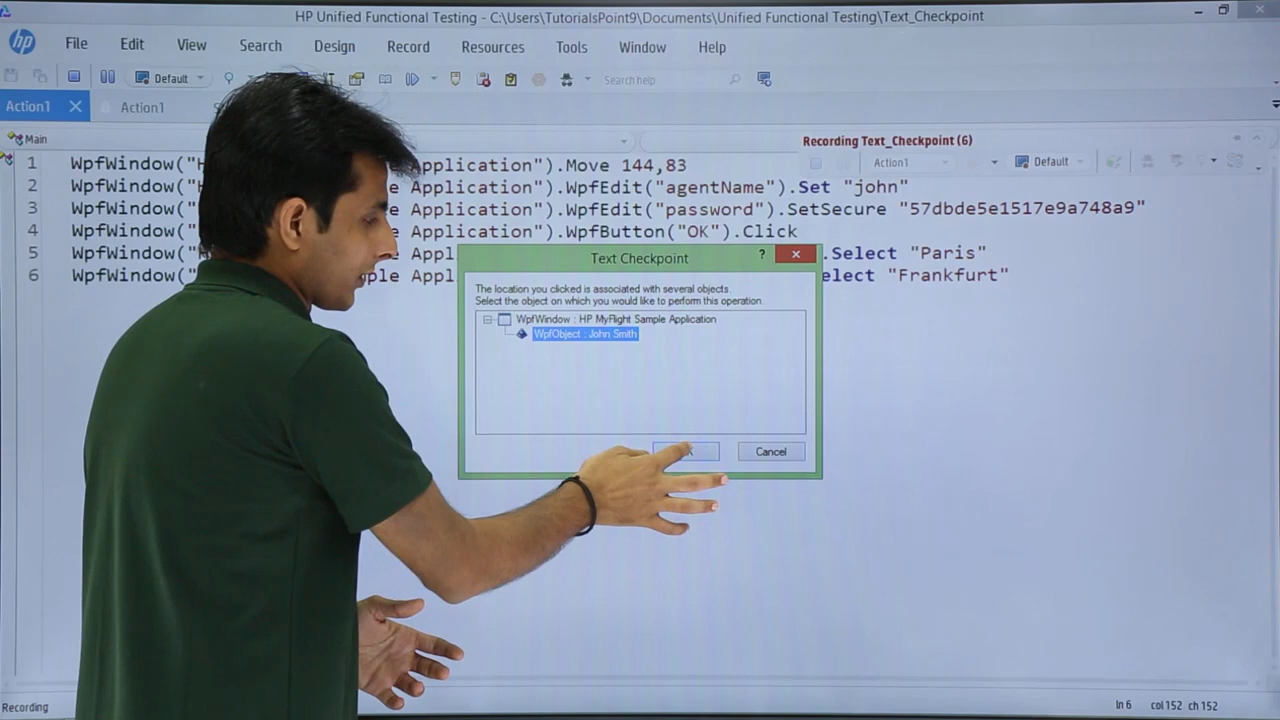 HP Unified Functional Testing - C:\Users\TutorialsPoint9\Documents\Unified Functional Testing\Text_Checkpoint
hp File Edit View Search Design Record Resources Tools Window Help
Default Search help
Action1 Action1
Main
Recording Text_Checkpoint (6)
Action1 Default
1 WpfWindow(" Application").Move 144,83
2 WpfWindow(" Application").WpfEdit("agentName").Set "john"
3 WpfWindow(" Application").WpfEdit("password").SetSecure "57dbde5e1517e9a748a9"
4 WpfWindow(" Application").WpfButton("OK").Click
5 WpfWindow(" .Select "Paris"
6 WpfWindow(" "Frankfurt"
Text Checkpoint ?
The location you clicked is associated with several objects.
Select the object on which you would like to perform this operation.
WpfWindow : HP MyFlight Sample Application
WpfObject : John Smith
Cancel
Recording ln 6 col 152 ch 152